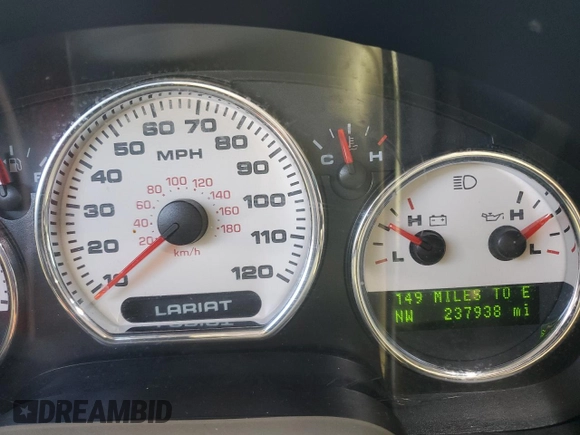 60 70
50 80
MPH
40 90
30 100
20 110
10 120
80 100 120
60 140
40 160
20 180
km/h
LARIAT
C H
H H
L L
149 MILES TO E
NW 237938 mi
DREAMBID